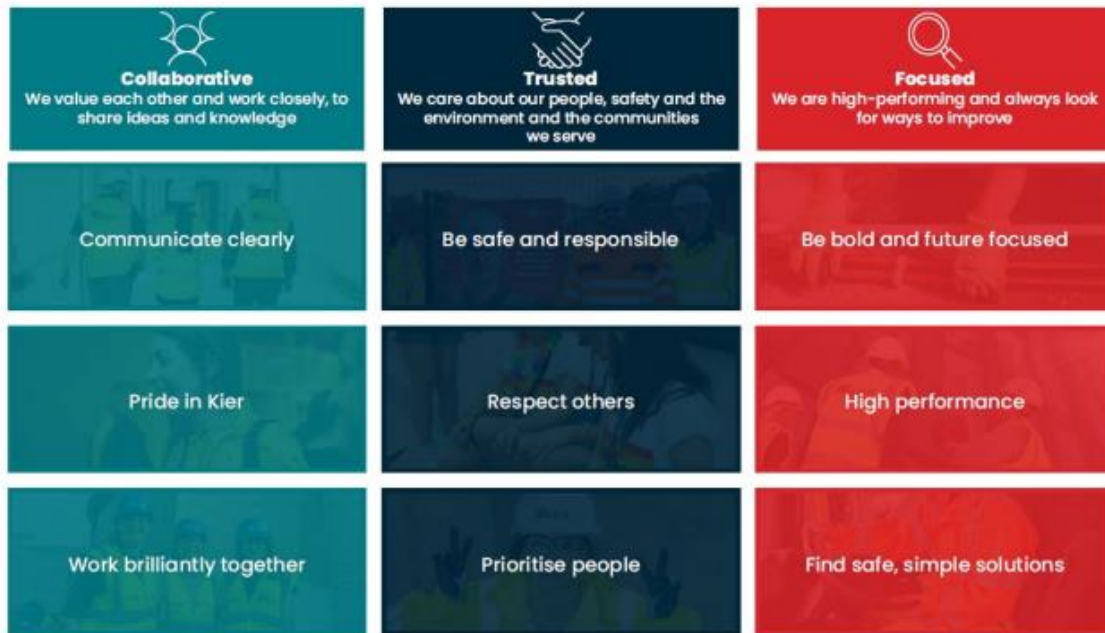 Collaborative
We value each other and work closely, to
share ideas and knowledge
Trusted
We care about our people, safety and the
environment and the communities
we serve
Focused
We are high-performing and always look
for ways to improve
Communicate clearly
Be safe and responsible
Be bold and future focused
Pride in Kier
Respect others
High performance
Work brilliantly together
Prioritise people
Find safe, simple solutions